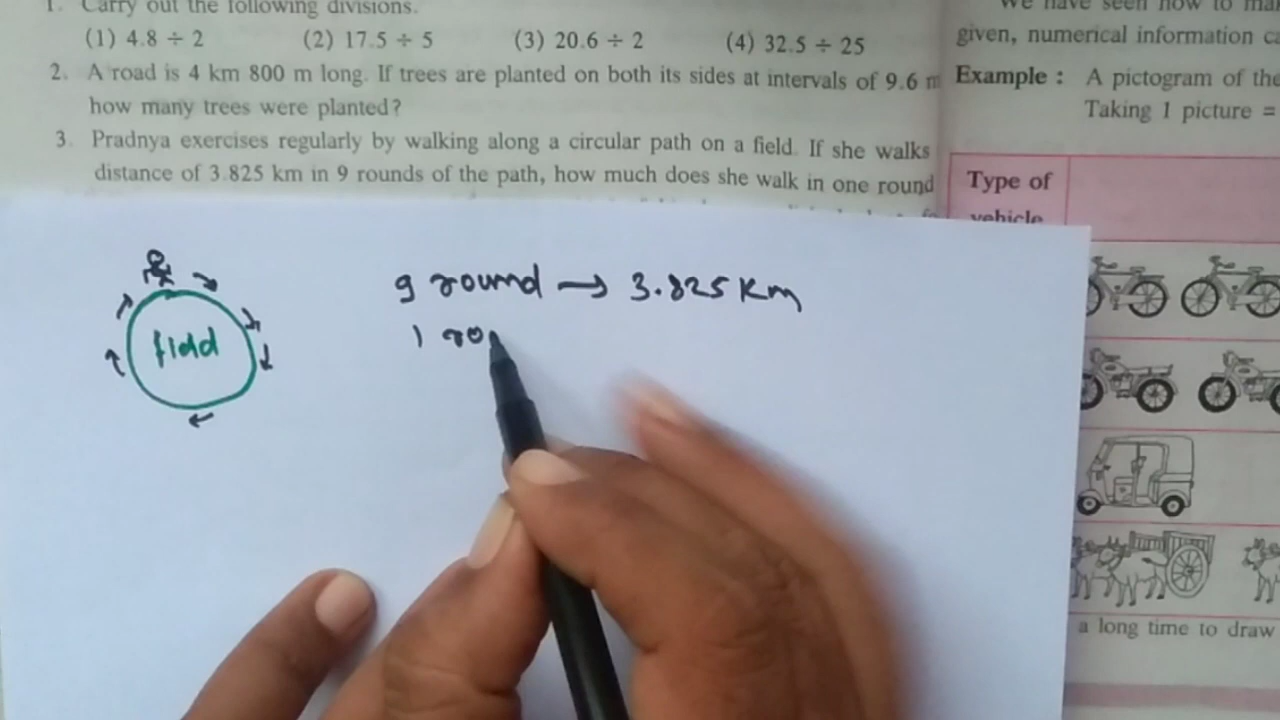 1. Carry out the following divisions.
(1) 4.8 ÷ 2 (2) 17.5 ÷ 5 (3) 20.6 ÷ 2 (4) 32.5 ÷ 25
2. A road is 4 km 800 m long. If trees are planted on both its sides at intervals of 9.6 m
how many trees were planted?
3. Pradnya exercises regularly by walking along a circular path on a field. If she walks
distance of 3.825 km in 9 rounds of the path, how much does she walk in one round
We have seen how to
given, numerical information
Example : A pictogram of the
Taking 1 picture =
Type of
vehicle
a long time to draw
field
9 round → 3.825 Km
1 rou